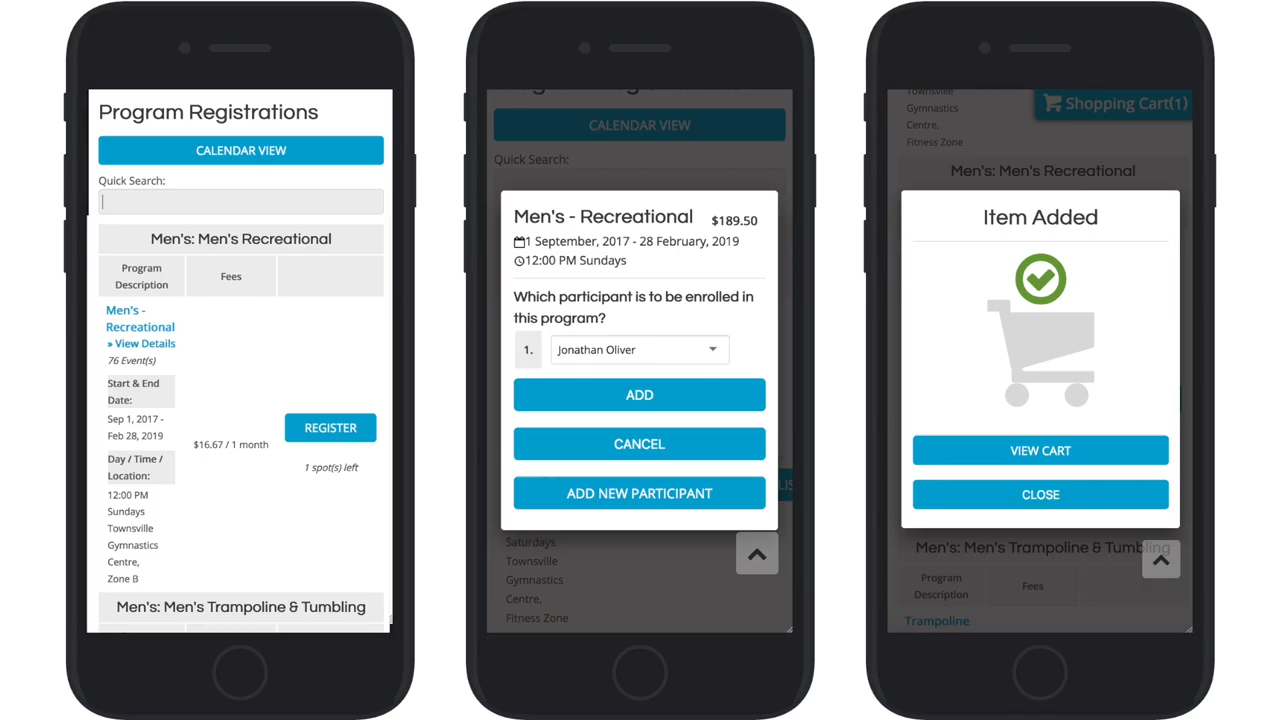 Program Registrations
CALENDAR VIEW
Quick Search:
Men's: Men's Recreational
Program
Description
Fees
Men's -
Recreational
» View Details
76 Event(s)
Start & End
Date:
Sep 1, 2017 -
Feb 28, 2019
Day / Time /
Location:
12:00 PM
Sundays
Townsville
Gymnastics
Centre,
Zone B
$16.67 / 1 month
REGISTER
1 spot(s) left
Men's: Men's Trampoline & Tumbling
CALENDAR VIEW
Quick Search:
Men's - Recreational
$189.50
1 September, 2017 - 28 February, 2019
12:00 PM Sundays
Which participant is to be enrolled in
this program?
1.
Jonathan Oliver
ADD
CANCEL
ADD NEW PARTICIPANT
Saturdays
Townsville
Gymnastics
Centre,
Fitness Zone
Townsville
Gymnastics
Centre,
Fitness Zone
Shopping Cart(1)
Men's: Men's Recreational
Item Added
VIEW CART
CLOSE
Men's: Men's Trampoline & Tumbling
Program
Description
Fees
Trampoline